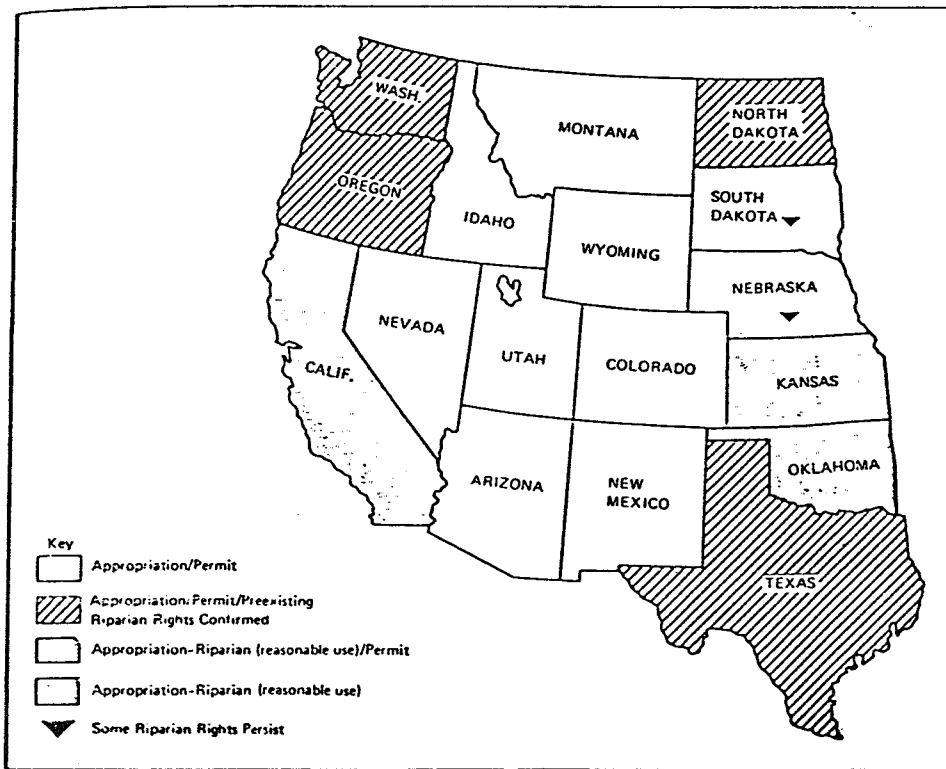 WASH.
MONTANA
NORTH
DAKOTA
OREGON
IDAHO
SOUTH
DAKOTA
WYOMING
NEBRASKA
NEVADA
UTAH
COLORADO
CALIF.
KANSAS
ARIZONA
NEW
MEXICO
OKLAHOMA
TEXAS
Key
Appropriation/Permit
Appropriation/Permit/Preexisting
Riparian Rights Confirmed
Appropriation-Riparian (reasonable use)/Permit
Appropriation-Riparian (reasonable use)
Some Riparian Rights Persist